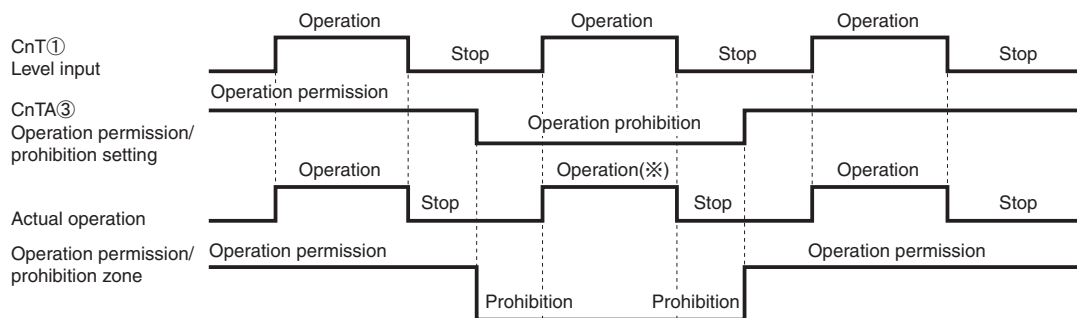 Operation Operation Operation
CnT①
Level input
Stop Stop Stop
Operation permission
CnTA③
Operation permission/
prohibition setting
Operation prohibition
Operation Operation(※) Operation
Actual operation
Stop Stop Stop
Operation permission/
prohibition zone
Operation permission Operation permission
Prohibition Prohibition